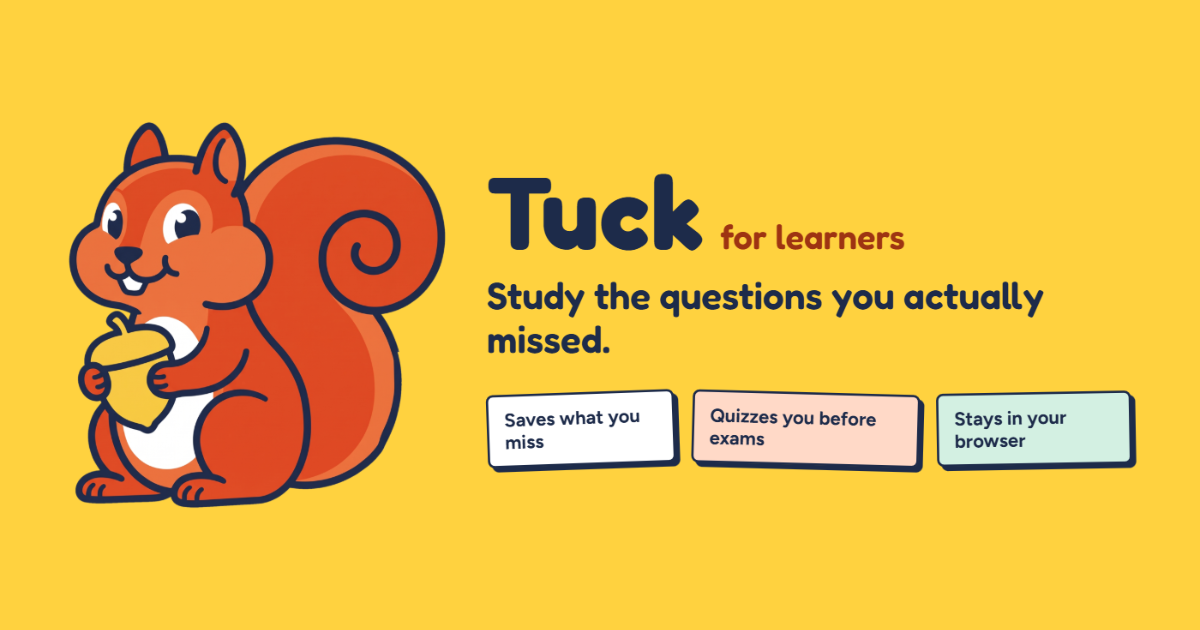 Tuck for learners
Study the questions you actually
missed.
Saves what you
miss
Quizzes you before
exams
Stays in your
browser